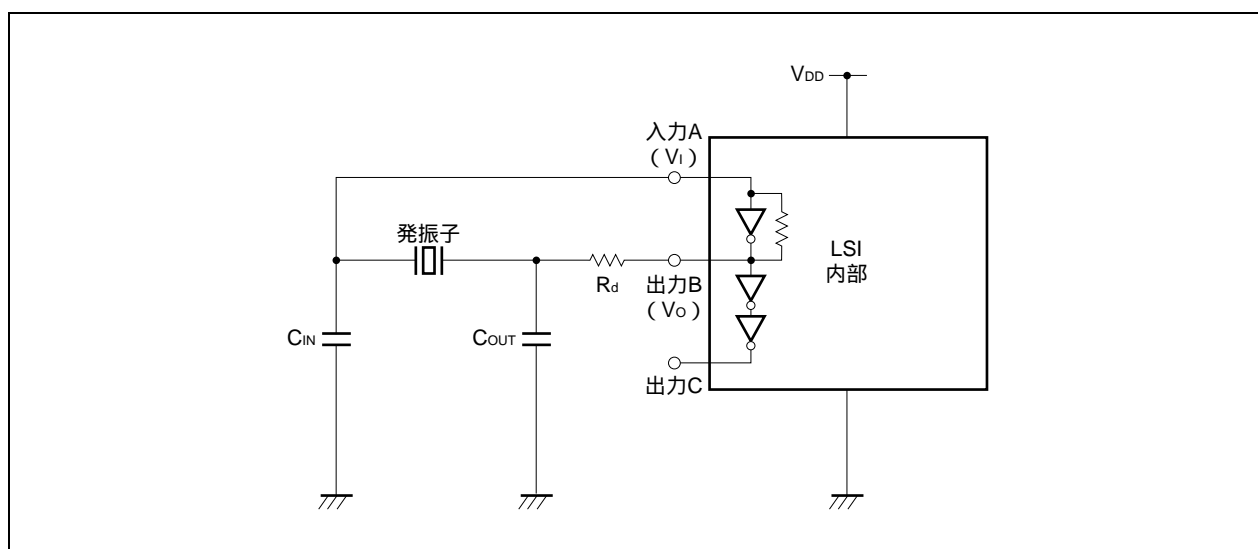 VDD
入力A
（VI）
発振子
LSI
内部
Rd
出力B
（VO）
CIN
COUT
出力C